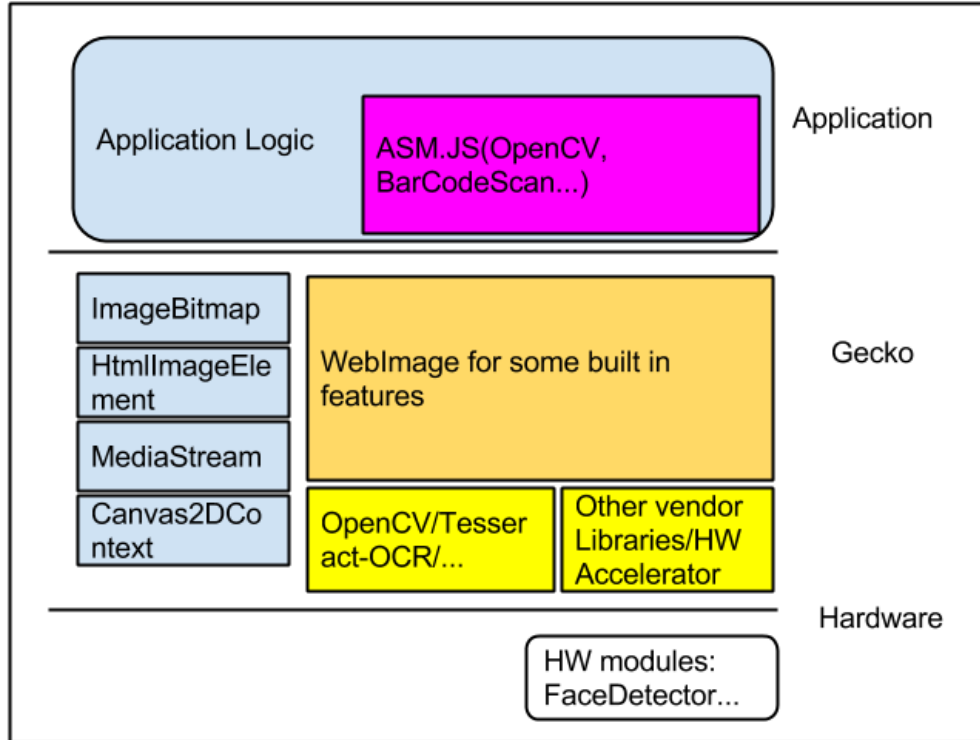 Application Logic
ASM.JS(OpenCV,
BarCodeScan...)
Application
ImageBitmap
HtmlImageEle
ment
MediaStream
Canvas2DCo
ntext
WebImage for some built in
features
OpenCV/Tesser
act-OCR/...
Other vendor
Libraries/HW
Accelerator
Gecko
Hardware
HW modules:
FaceDetector...